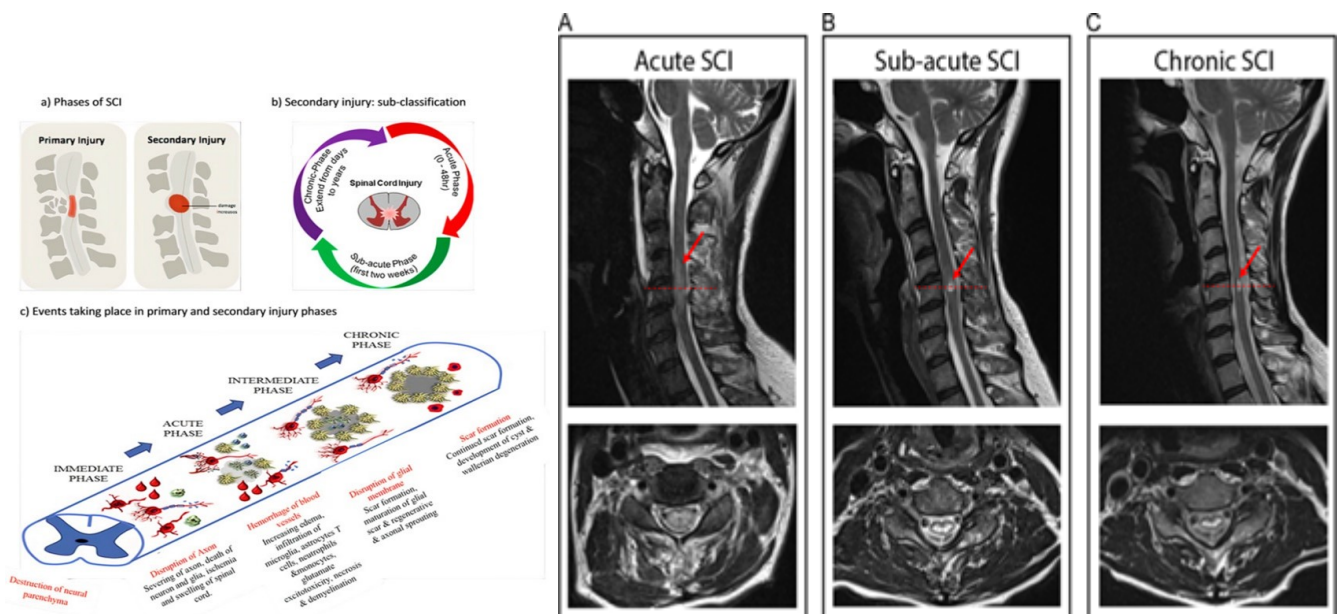 a) Phases of SCI
Primary Injury
Secondary Injury
damage
increases
b) Secondary injury: sub-classification
Acute Phase
(0 - 48hr)
Sub-acute Phase
(first two weeks)
Chronic-Phase
Extend from days
to years
Spinal Cord Injury
c) Events taking place in primary and secondary injury phases
IMMEDIATE
PHASE
ACUTE
PHASE
INTERMEDIATE
PHASE
CHRONIC
PHASE
Destruction of neural
parenchyma
Disruption of Axon
Severing of axon, death of
neuron and glia, ischemia
and swelling of spinal
cord.
Hemorrhage of blood
vessels
Increasing edema,
infiltration of
microglia, astrocytes T
cells, neutrophils
&monocytes,
glutamate
excitotoxicity, necrosis
& demyelination
Disruption of glial
membrane
Scar formation,
maturation of glial
scar & regenerative
& axonal sprouting
Scar formation
Continued scar formation,
development of cyst &
wallerian degeneration
A
Acute SCI
B
Sub-acute SCI
C
Chronic SCI